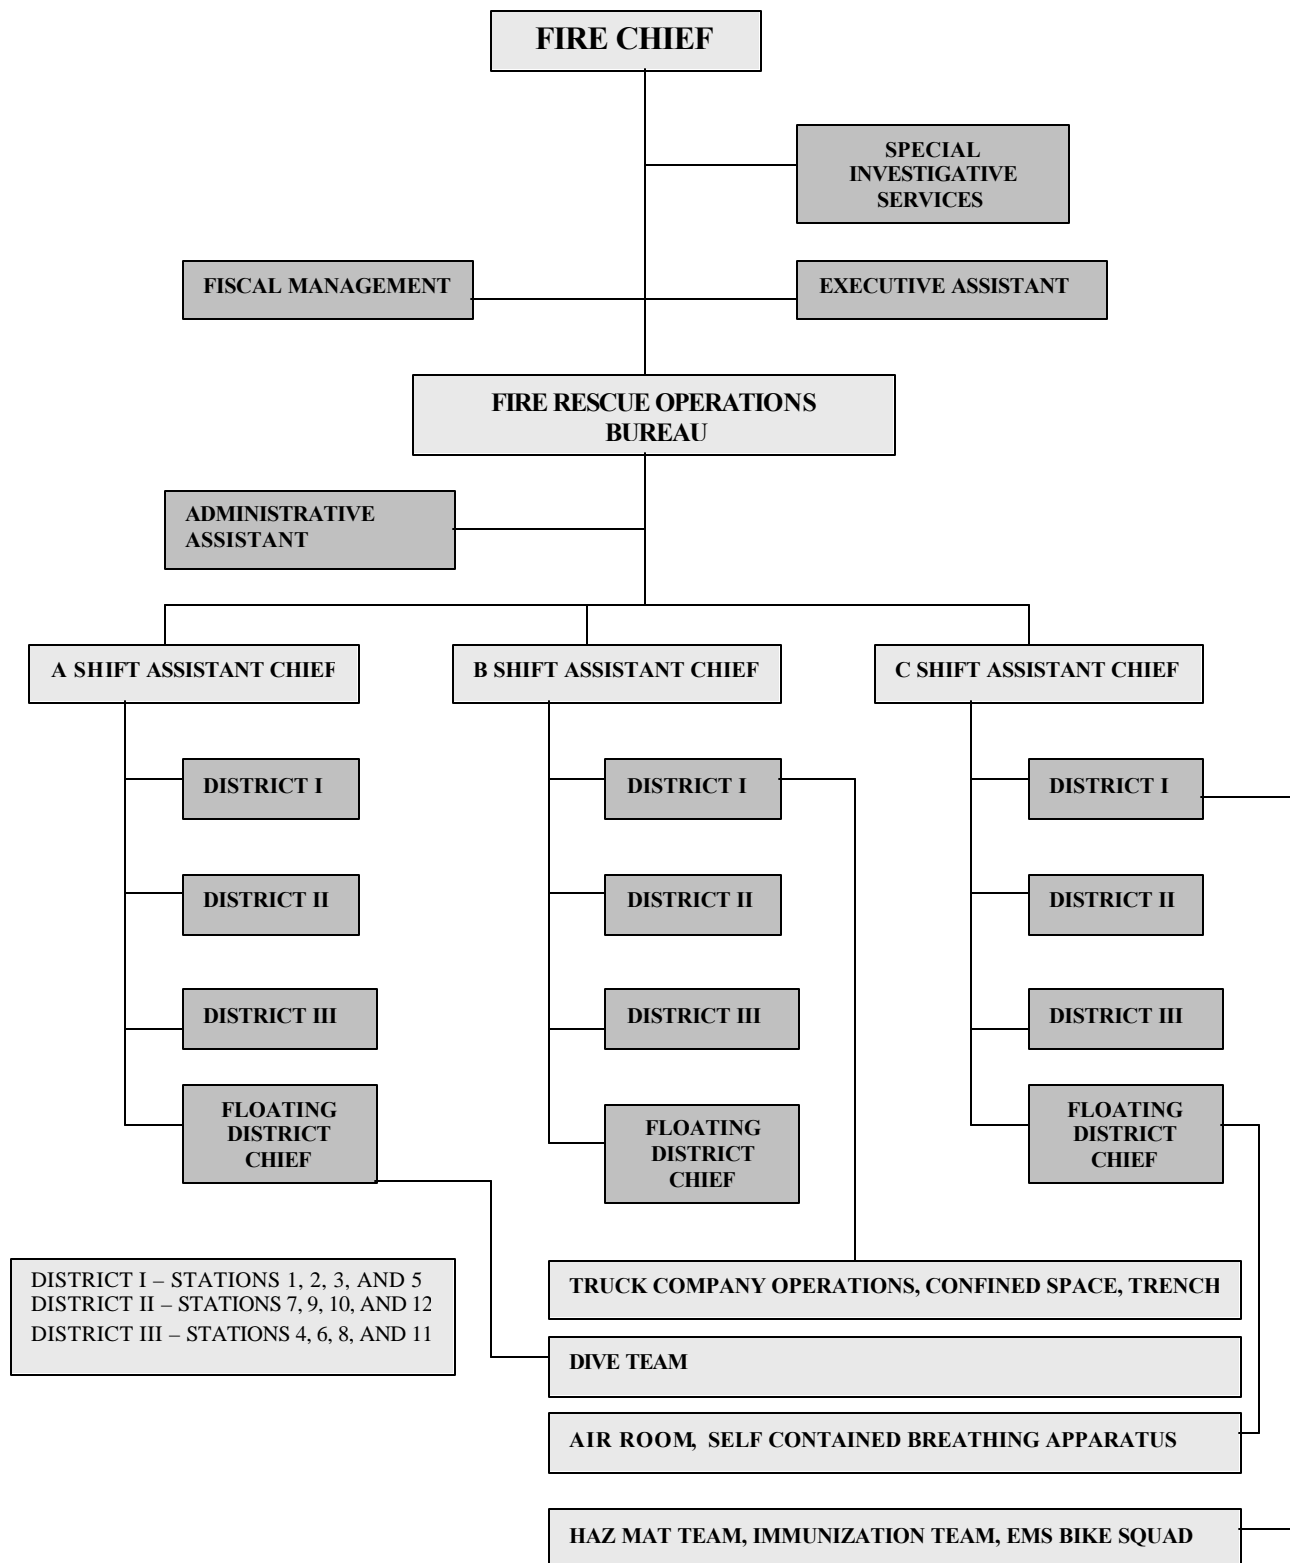 FIRE CHIEF
SPECIAL
INVESTIGATIVE
SERVICES
FISCAL MANAGEMENT
EXECUTIVE ASSISTANT
FIRE RESCUE OPERATIONS
BUREAU
ADMINISTRATIVE
ASSISTANT
A SHIFT ASSISTANT CHIEF
B SHIFT ASSISTANT CHIEF
C SHIFT ASSISTANT CHIEF
DISTRICT I
DISTRICT I
DISTRICT I
DISTRICT II
DISTRICT II
DISTRICT II
DISTRICT III
DISTRICT III
DISTRICT III
FLOATING
DISTRICT
CHIEF
FLOATING
DISTRICT
CHIEF
FLOATING
DISTRICT
CHIEF
DISTRICT I – STATIONS 1, 2, 3, AND 5
DISTRICT II – STATIONS 7, 9, 10, AND 12
DISTRICT III – STATIONS 4, 6, 8, AND 11
TRUCK COMPANY OPERATIONS, CONFINED SPACE, TRENCH
DIVE TEAM
AIR ROOM, SELF CONTAINED BREATHING APPARATUS
HAZ MAT TEAM, IMMUNIZATION TEAM, EMS BIKE SQUAD